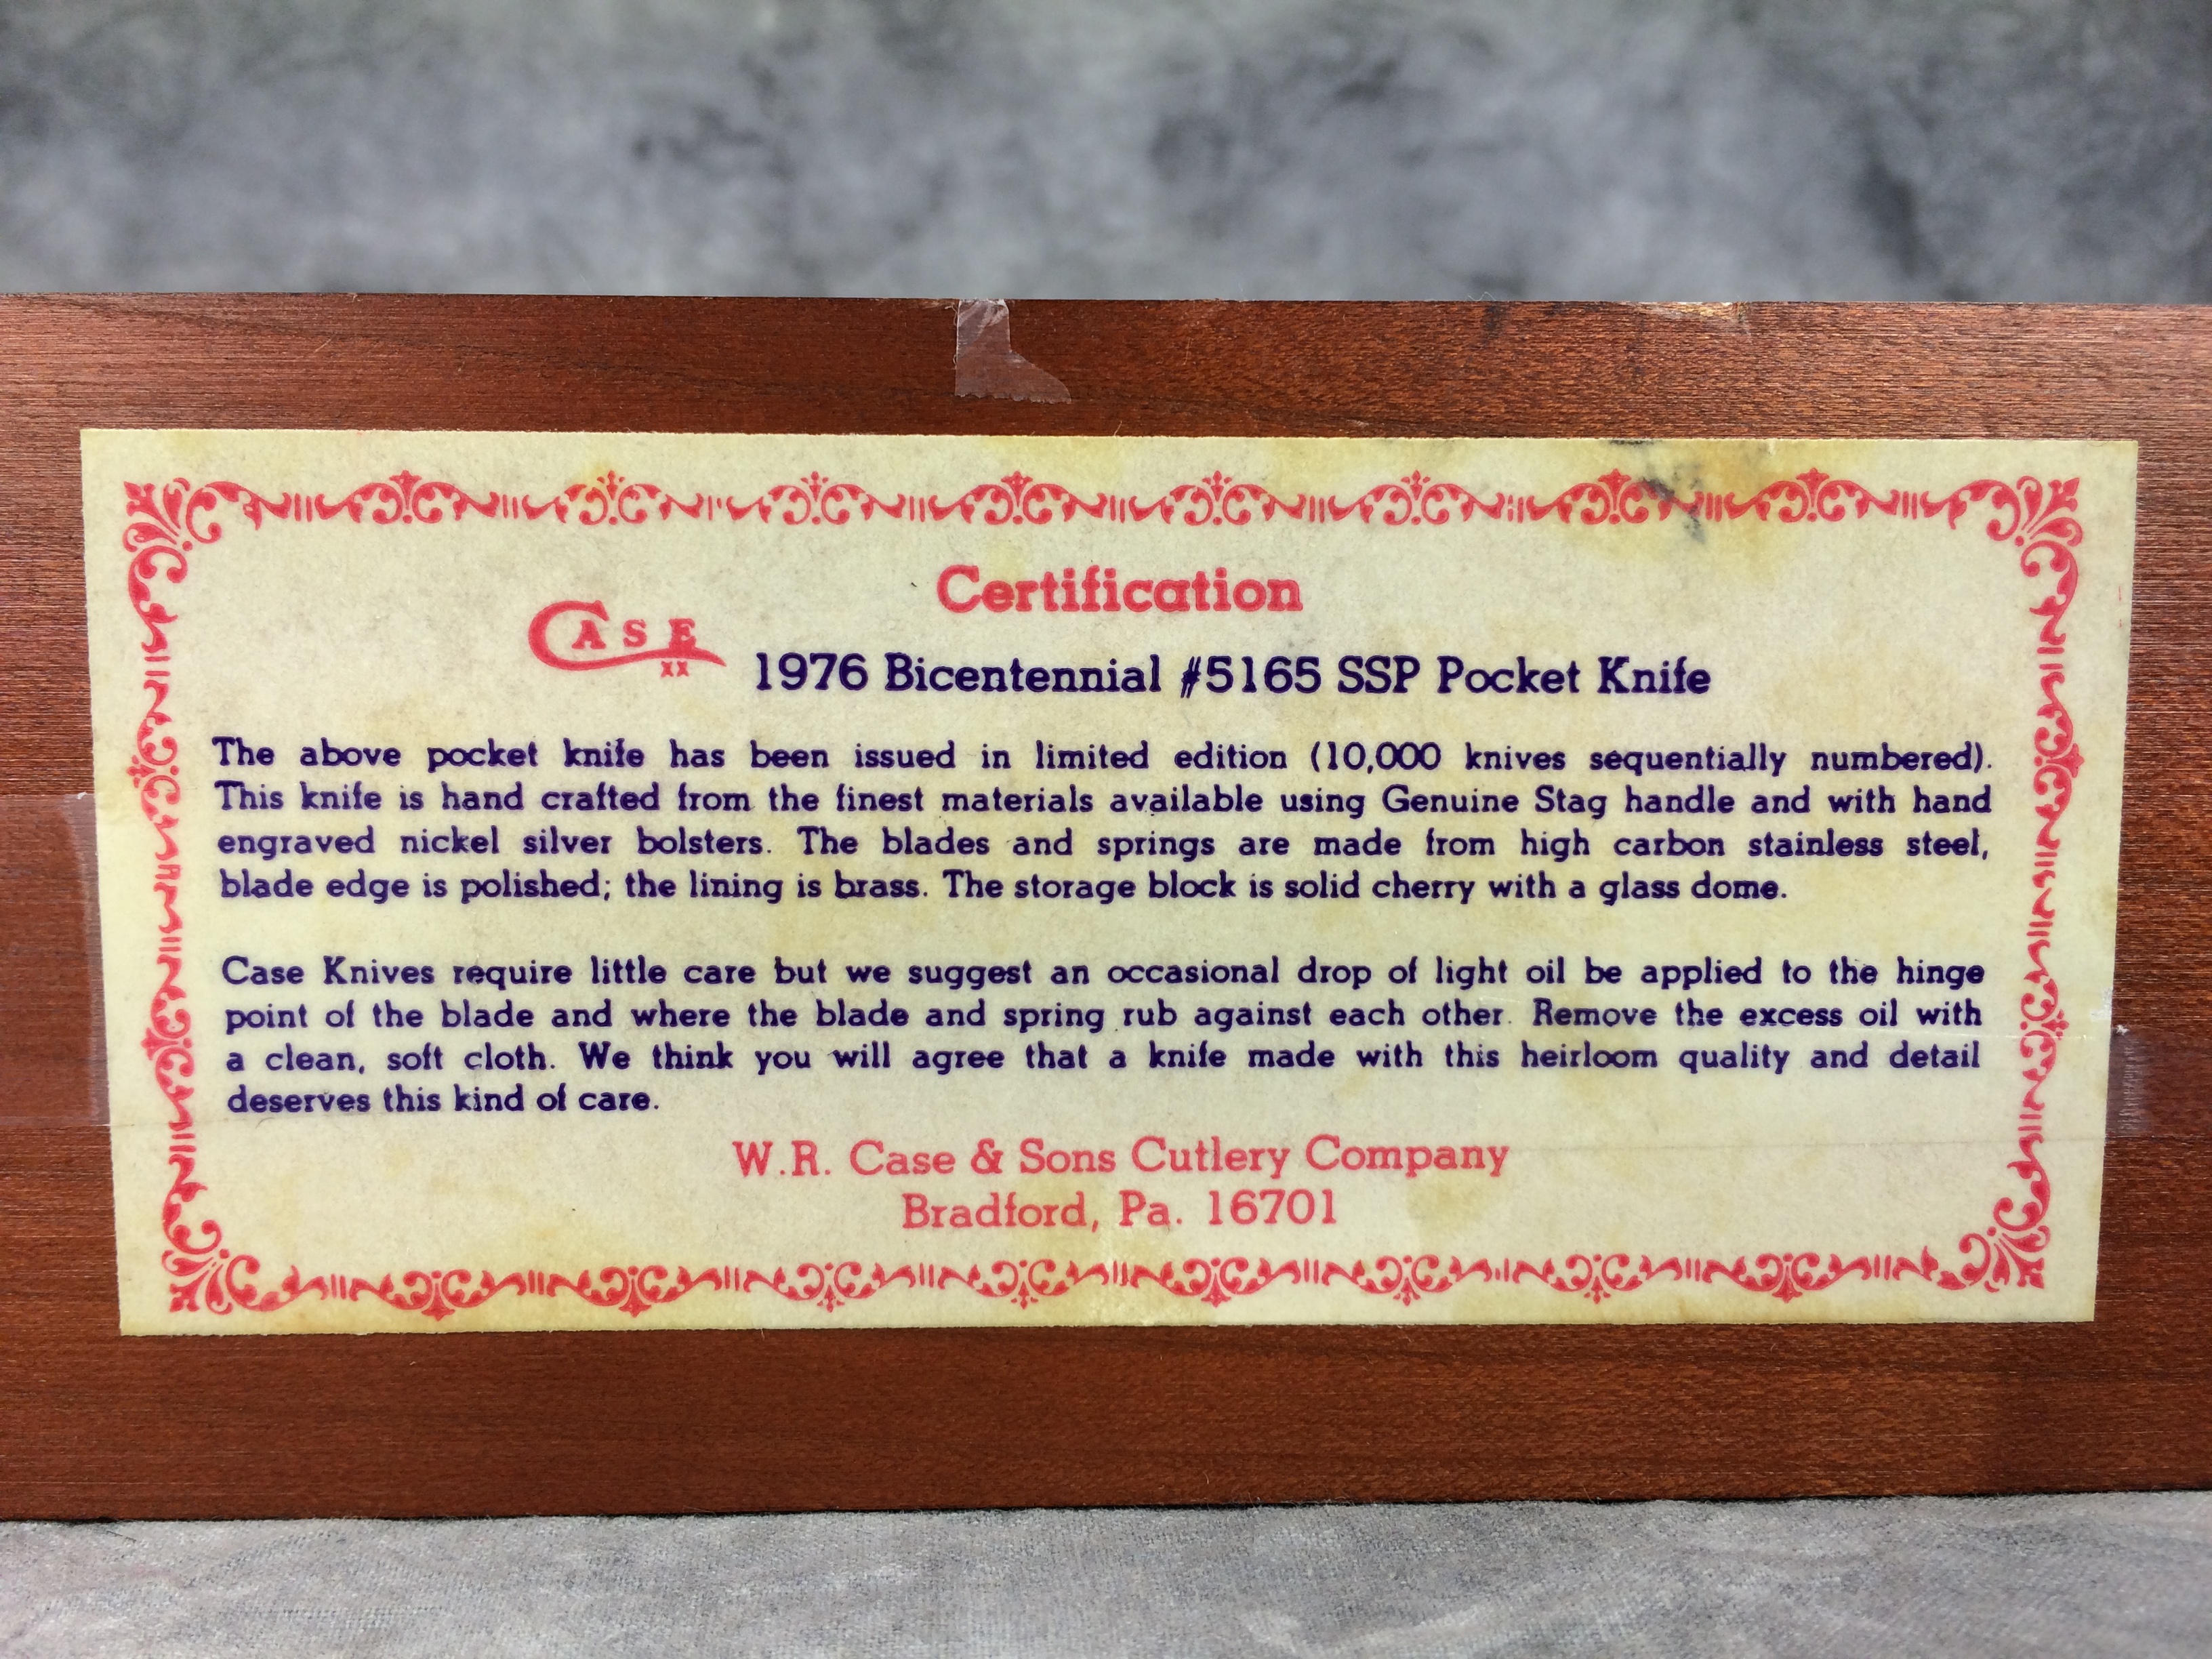 Certification
CASE XX 1976 Bicentennial #5165 SSP Pocket Knife
The above pocket knife has been issued in limited edition (10,000 knives sequentially numbered).
This knife is hand crafted from the finest materials available using Genuine Stag handle and with hand
engraved nickel silver bolsters. The blades and springs are made from high carbon stainless steel,
blade edge is polished; the lining is brass. The storage block is solid cherry with a glass dome.
Case Knives require little care but we suggest an occasional drop of light oil be applied to the hinge
point of the blade and where the blade and spring rub against each other. Remove the excess oil with
a clean, soft cloth. We think you will agree that a knife made with this heirloom quality and detail
deserves this kind of care.
W.R. Case & Sons Cutlery Company
Bradford, Pa. 16701